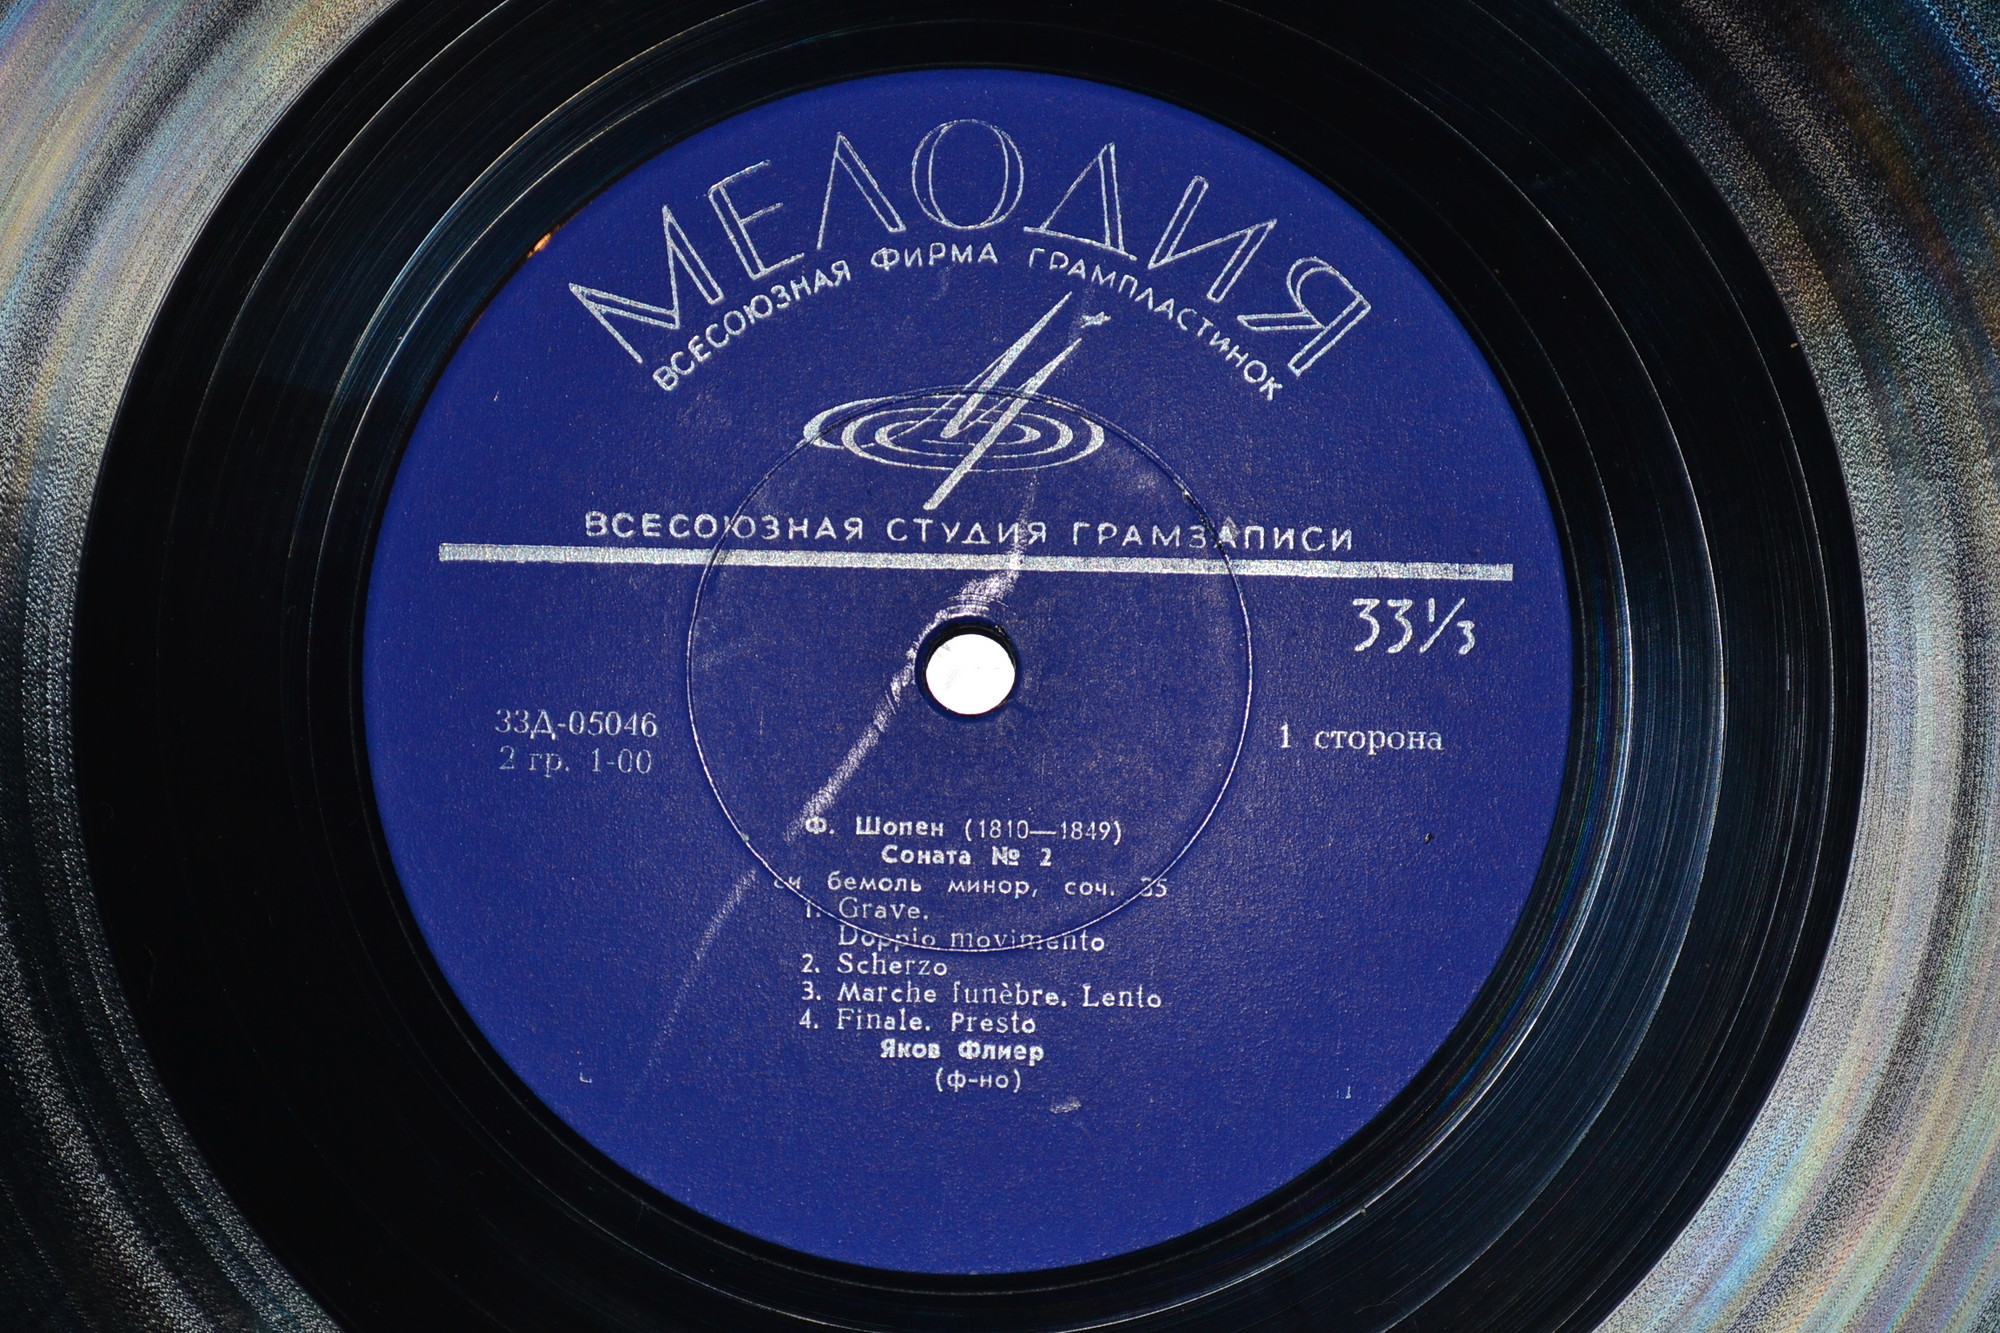 МЕЛОДИЯ
ВСЕСОЮЗНАЯ ФИРМА ГРАМПЛАСТИНОК
ВСЕСОЮЗНАЯ СТУДИЯ ГРАМЗАПИСИ
33⅓
33Д-05046
2 гр. 1-00
1 сторона
Ф. Шопен (1810—1849)
Соната № 2
си бемоль минор, соч. 35
1. Grave.
Doppio movimento
2. Scherzo
3. Marche funèbre. Lento
4. Finale. Presto
Яков Флиер
(ф-но)